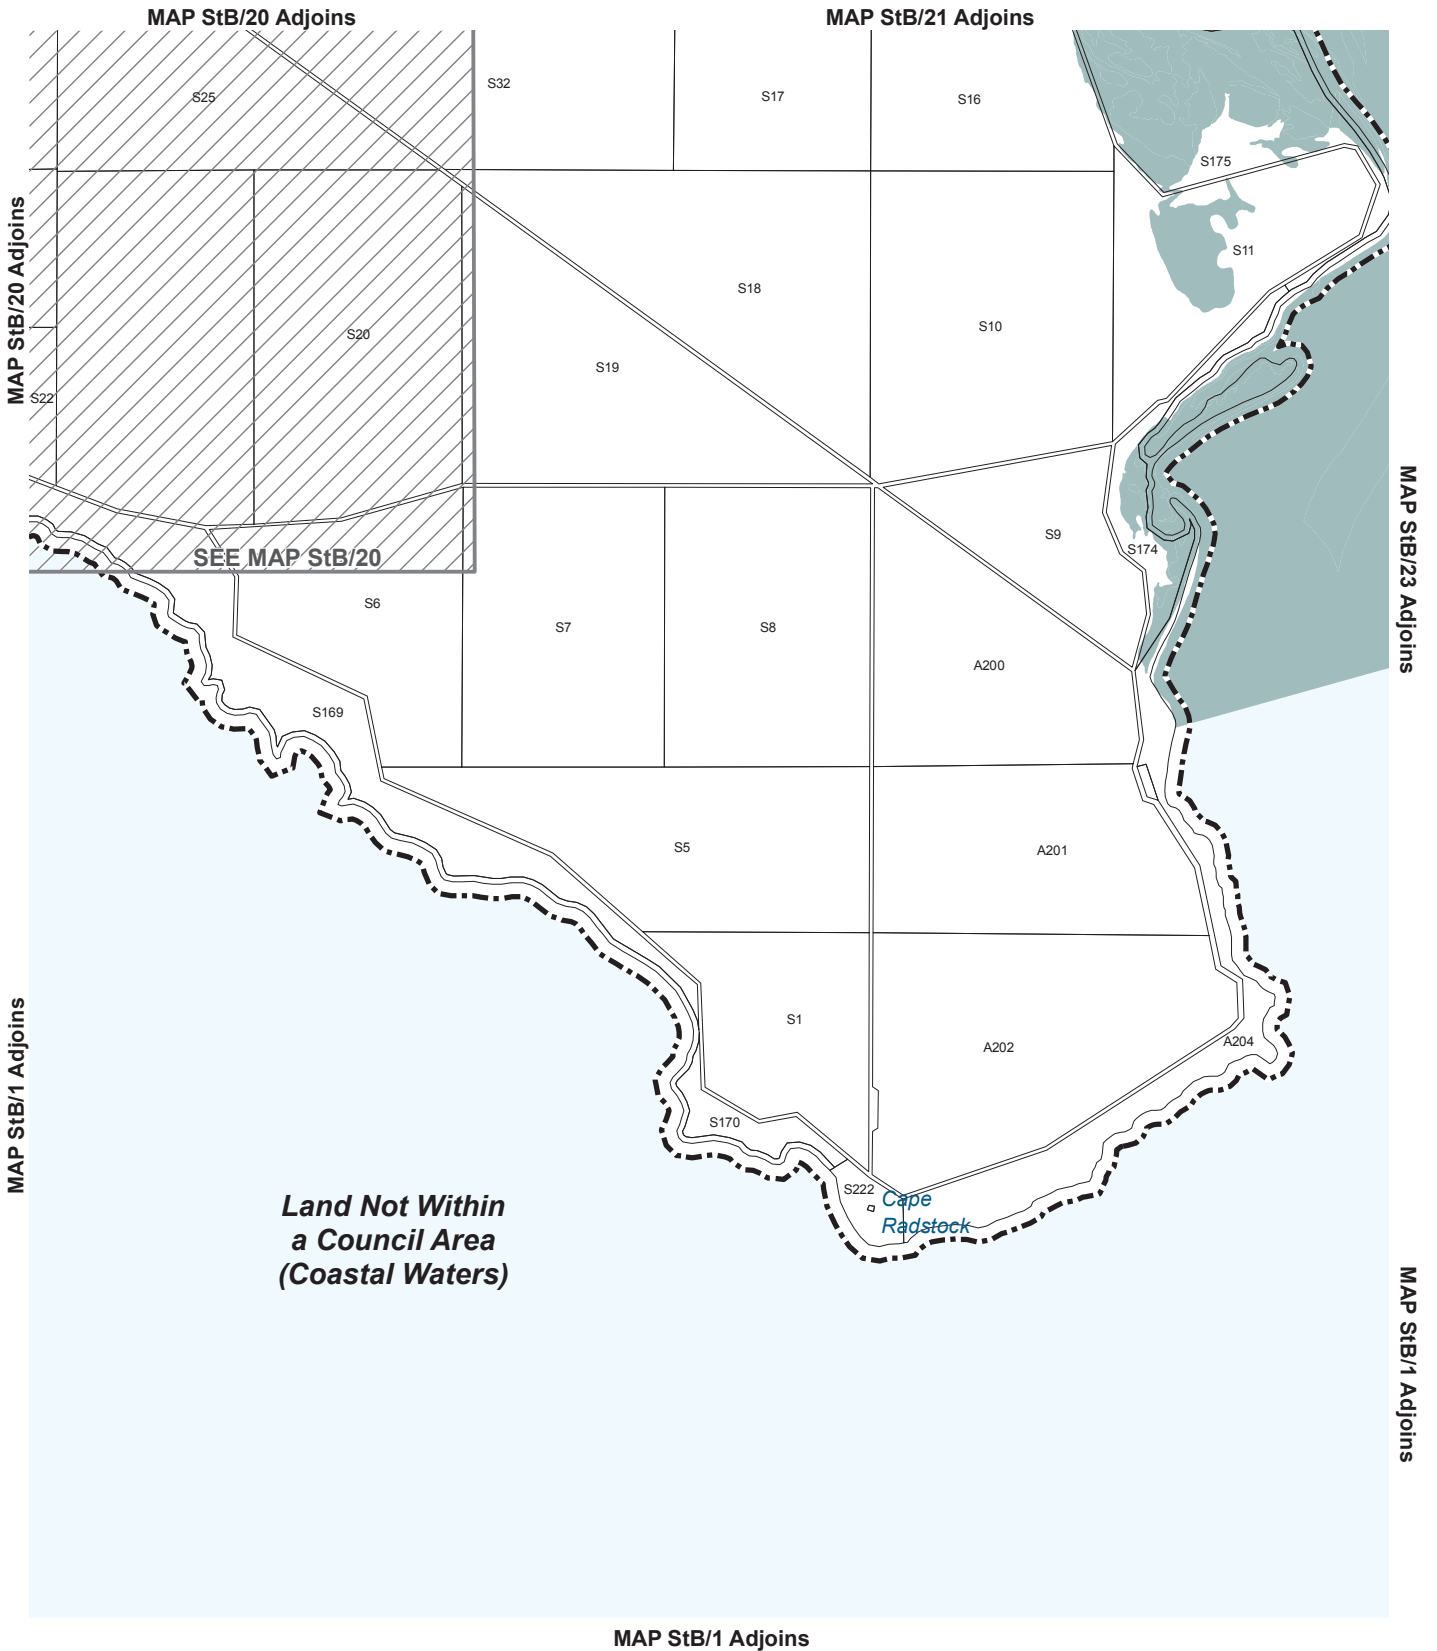 MAP StB/20 Adjoins
MAP StB/21 Adjoins
S25
S32
S17
S16
S175
MAP StB/20 Adjoins
S11
S18
S10
S20
S19
S22
MAP StB/23 Adjoins
S9
S174
SEE MAP StB/20
S6
S7
S8
A200
S169
S5
A201
MAP StB/1 Adjoins
S1
A202
A204
S170
S222
Cape
Radstock
Land Not Within
a Council Area
(Coastal Waters)
MAP StB/1 Adjoins
MAP StB/1 Adjoins